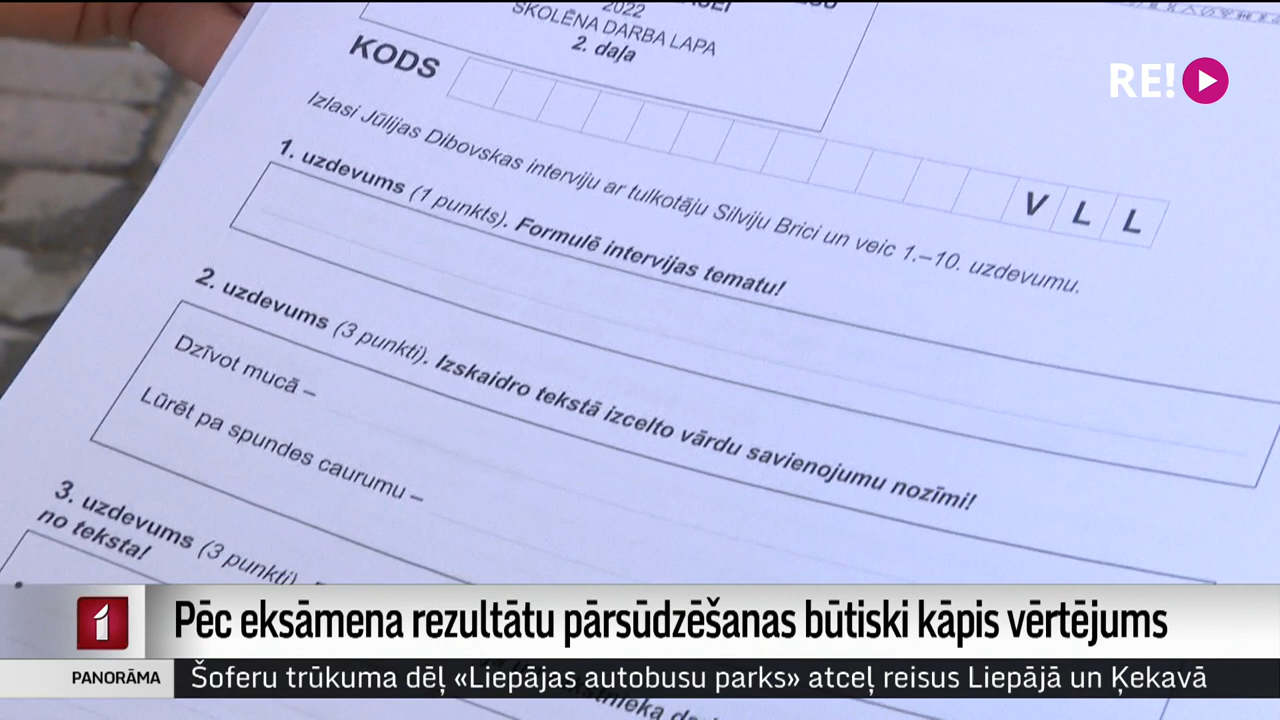 2022
SKOLĒNA DARBA LAPA
2. daļa
RE!
KODS
V L L
Izlasi Jūlijas Dibovskas interviju ar tulkotāju Silviju Brici un veic 1.–10. uzdevumu.
1. uzdevums (1 punkts). Formulē intervijas tematu!
2. uzdevums (3 punkti). Izskaidro tekstā izcelto vārdu savienojumu nozīmi!
Dzīvot mucā –
Lūrēt pa spundes caurumu –
3. uzdevums (3 punkti).
no teksta!
1 Pēc eksāmena rezultātu pārsūdzēšanas būtiski kāpis vērtējums
PANORĀMA Šoferu trūkuma dēļ «Liepājas autobusu parks» atceļ reisus Liepājā un Ķekavā